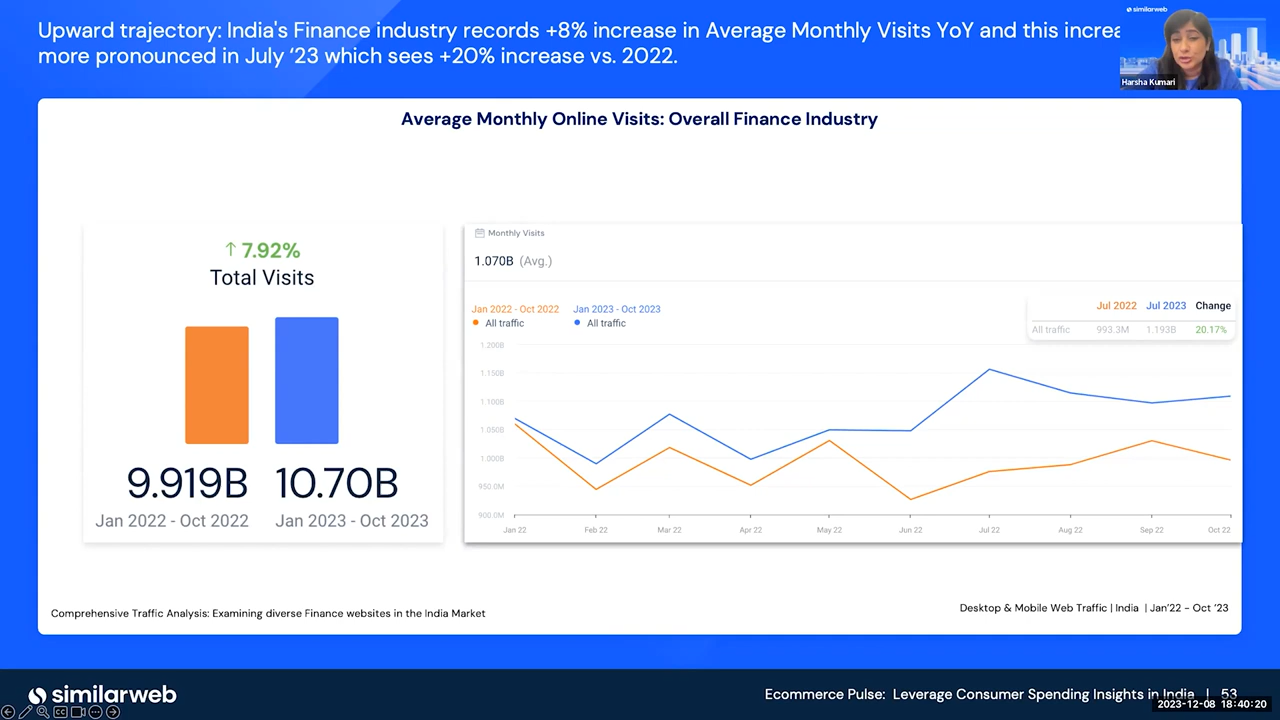 Upward trajectory: India's Finance industry records +8% increase in Average Monthly Visits YoY and this increa
more pronounced in July ‘23 which sees +20% increase vs. 2022.
similarweb
Harsha Kumari
Average Monthly Online Visits: Overall Finance Industry
↑ 7.92%
Total Visits
9.919B
Jan 2022 - Oct 2022
10.70B
Jan 2023 - Oct 2023
Monthly Visits
1.070B (Avg.)
Jan 2022 - Oct 2022
All traffic
Jan 2023 - Oct 2023
All traffic
Jul 2022 Jul 2023 Change
All traffic 993.3M 1.193B 20.17%
1.200B
1.150B
1.100B
1.050B
1.000B
950.0M
900.0M
Jan 22 Feb 22 Mar 22 Apr 22 May 22 Jun 22 Jul 22 Aug 22 Sep 22 Oct 22
Comprehensive Traffic Analysis: Examining diverse Finance websites in the India Market
Desktop & Mobile Web Traffic | India | Jan'22 - Oct '23
similarweb
Ecommerce Pulse: Leverage Consumer Spending Insights in India | 53
CC
2023-12-08 18:40:20